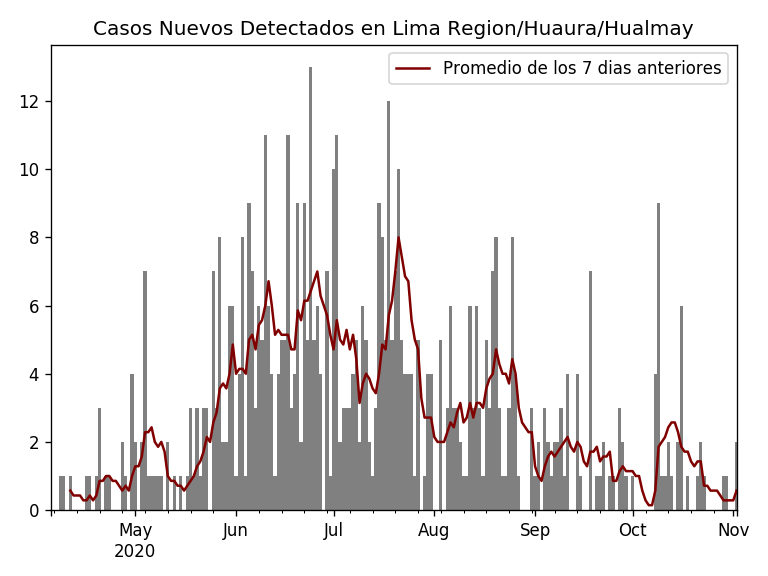 Casos Nuevos Detectados en Lima Region/Huaura/Hualmay
Promedio de los 7 dias anteriores
12
10
8
6
4
2
0
May Jun Jul Aug Sep Oct Nov
2020